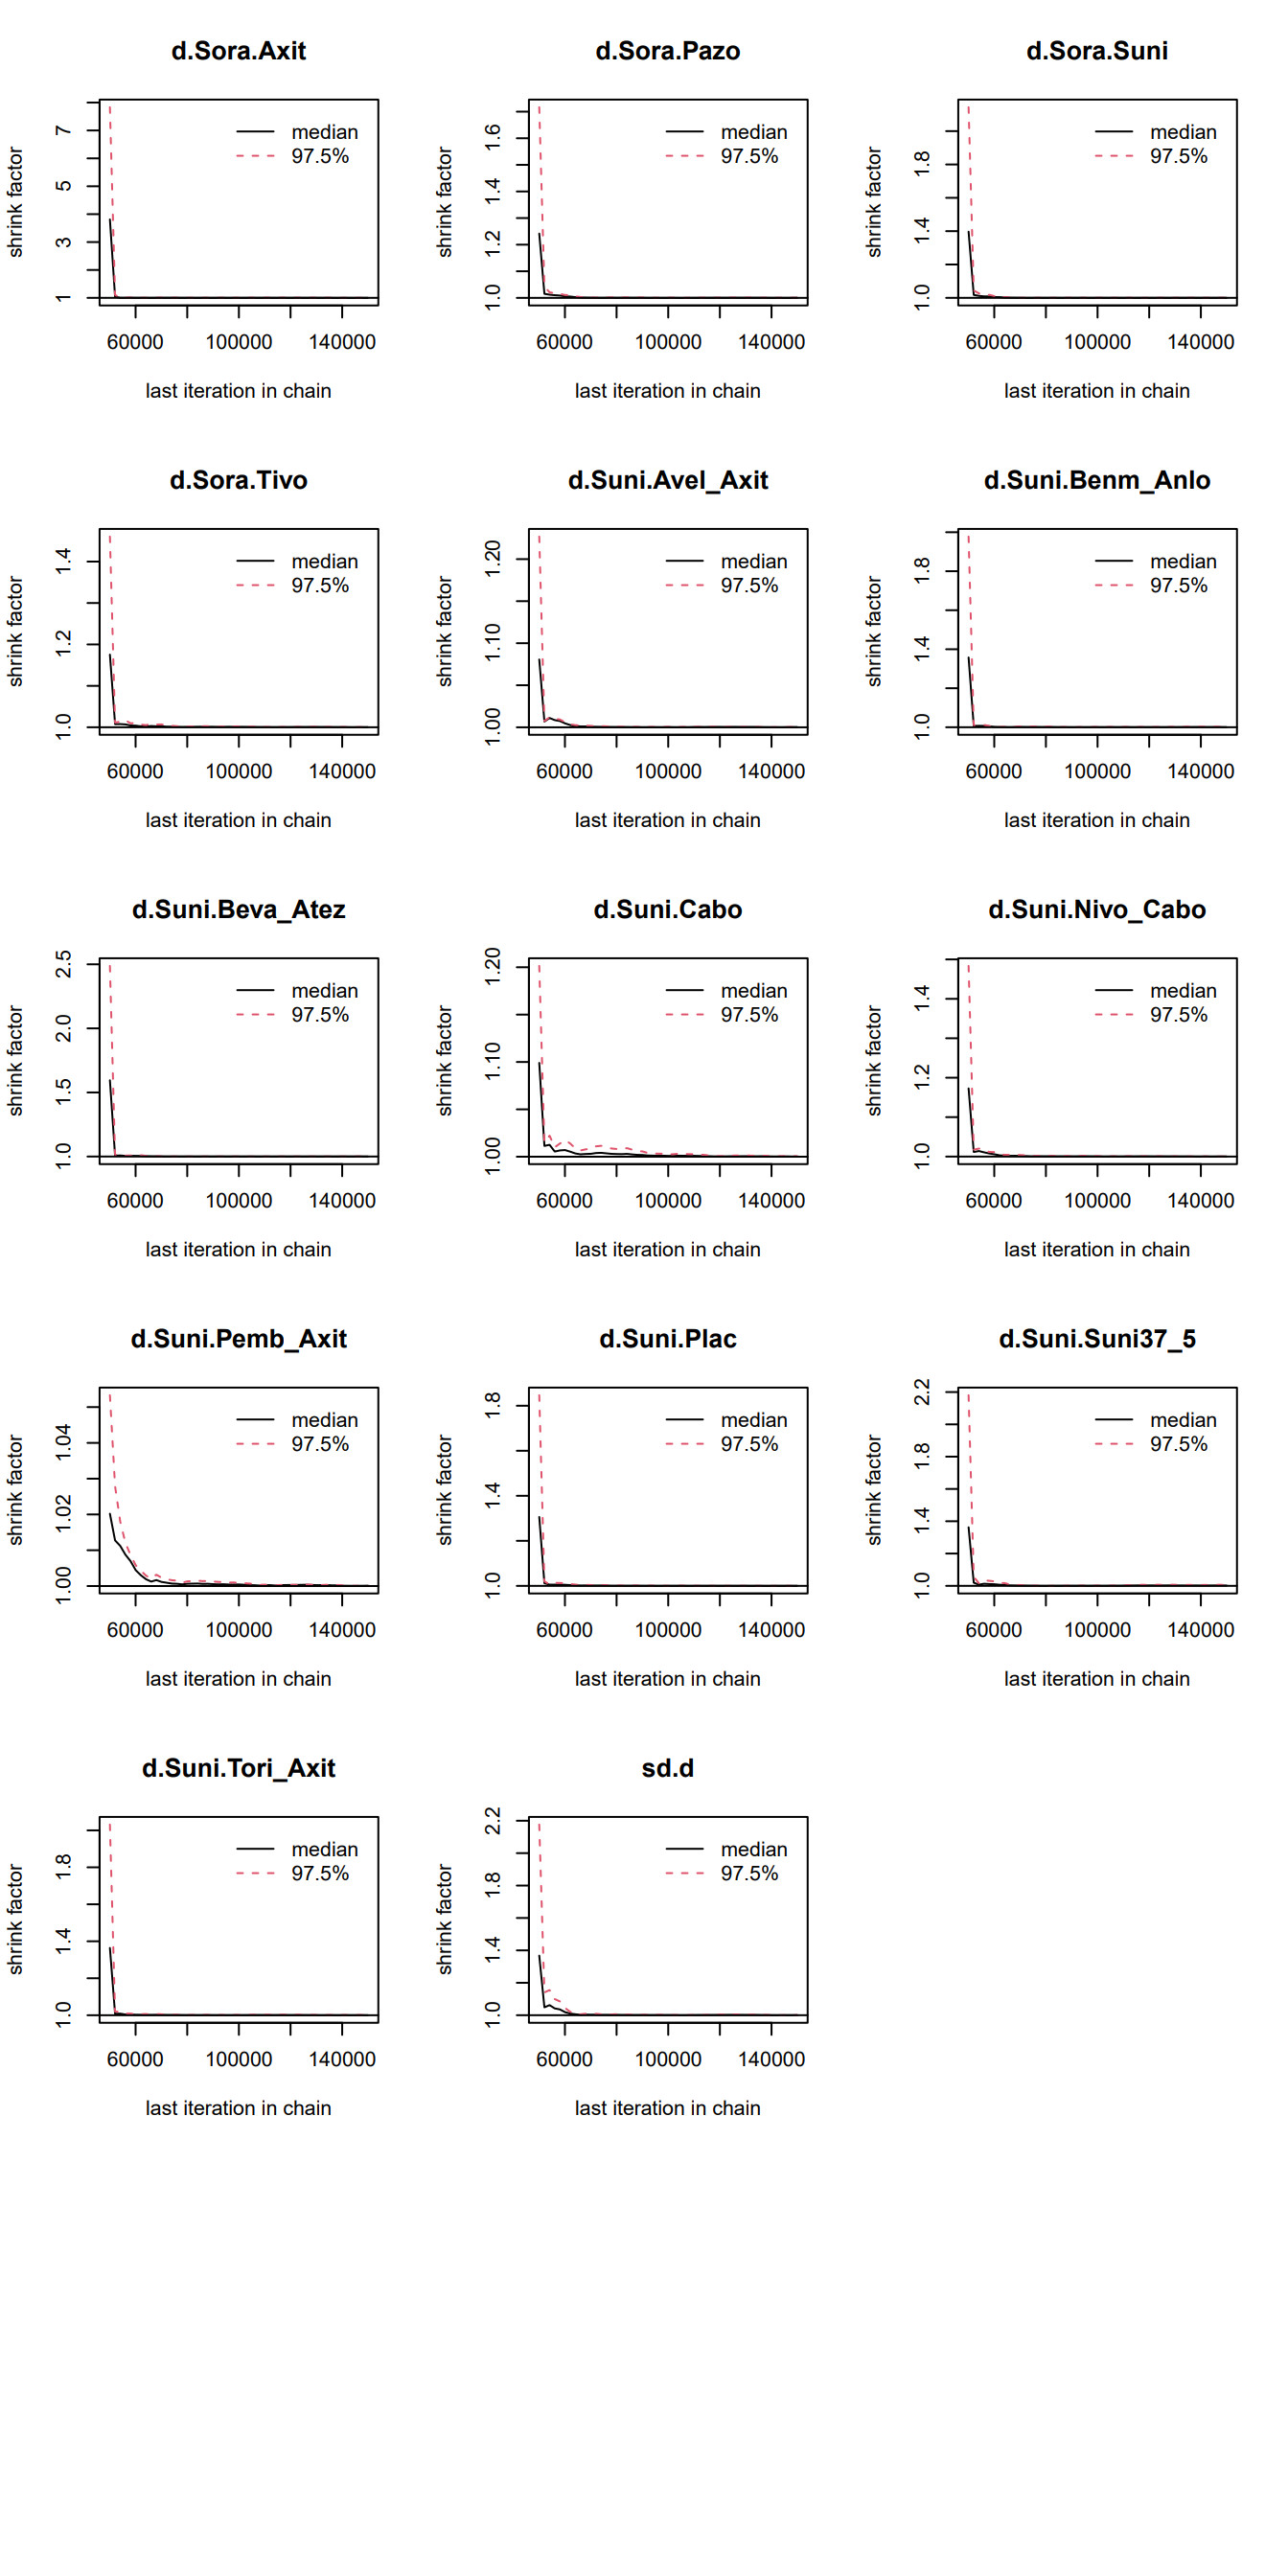 d.Sora.Axit
shrink factor
1 3 5 7
median
97.5%
60000 100000 140000
last iteration in chain
d.Sora.Pazo
shrink factor
1.0 1.2 1.4 1.6
median
97.5%
60000 100000 140000
last iteration in chain
d.Sora.Suni
shrink factor
1.0 1.4 1.8
median
97.5%
60000 100000 140000
last iteration in chain
d.Sora.Tivo
shrink factor
1.0 1.2 1.4
median
97.5%
60000 100000 140000
last iteration in chain
d.Suni.Avel_Axit
shrink factor
1.00 1.10 1.20
median
97.5%
60000 100000 140000
last iteration in chain
d.Suni.Benm_Anlo
shrink factor
1.0 1.4 1.8
median
97.5%
60000 100000 140000
last iteration in chain
d.Suni.Beva_Atez
shrink factor
1.0 1.5 2.0 2.5
median
97.5%
60000 100000 140000
last iteration in chain
d.Suni.Cabo
shrink factor
1.00 1.10 1.20
median
97.5%
60000 100000 140000
last iteration in chain
d.Suni.Nivo_Cabo
shrink factor
1.0 1.2 1.4
median
97.5%
60000 100000 140000
last iteration in chain
d.Suni.Pemb_Axit
shrink factor
1.00 1.02 1.04
median
97.5%
60000 100000 140000
last iteration in chain
d.Suni.Plac
shrink factor
1.0 1.4 1.8
median
97.5%
60000 100000 140000
last iteration in chain
d.Suni.Suni37_5
shrink factor
1.0 1.4 1.8 2.2
median
97.5%
60000 100000 140000
last iteration in chain
d.Suni.Tori_Axit
shrink factor
1.0 1.4 1.8
median
97.5%
60000 100000 140000
last iteration in chain
sd.d
shrink factor
1.0 1.4 1.8 2.2
median
97.5%
60000 100000 140000
last iteration in chain